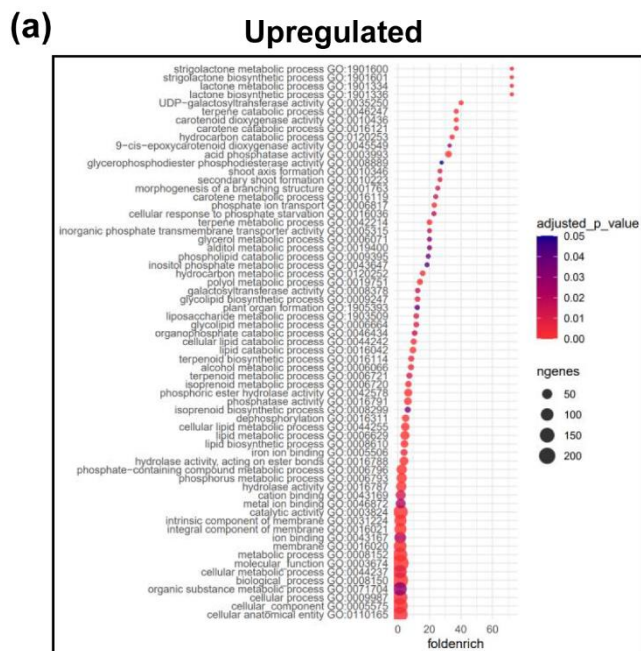 (a)
Upregulated
strigolactone metabolic process GO:1901600
strigolactone biosynthetic process GO:1901601
lactone metabolic process GO:1901334
lactone biosynthetic process GO:1901336
UDP-galactosyltransferase activity GO:0035250
terpene catabolic process GO:0046247
carotenoid dioxygenase activity GO:0010436
carotene catabolic process GO:0016121
hydrocarbon catabolic process GO:0120253
9-cis-epoxycarotenoid dioxygenase activity GO:0045549
acid phosphatase activity GO:0003993
glycerophosphodiester phosphodiesterase activity GO:0008889
shoot axis formation GO:0010346
secondary shoot formation GO:0010223
morphogenesis of a branching structure GO:0001763
carotene metabolic process GO:0016119
phosphate ion transport GO:0006817
cellular response to phosphate starvation GO:0016036
terpene metabolic process GO:0042214
inorganic phosphate transmembrane transporter activity GO:0005315
glycerol metabolic process GO:0006071
alditol metabolic process GO:0019400
phospholipid catabolic process GO:0009395
inositol phosphate metabolic process GO:0043647
hydrocarbon metabolic process GO:0120252
polyol metabolic process GO:0019751
galactosyltransferase activity GO:0008378
glycolipid biosynthetic process GO:0009247
plant organ formation GO:1905393
liposaccharide metabolic process GO:1903509
glycolipid metabolic process GO:0006664
organophosphate catabolic process GO:0046434
cellular lipid catabolic process GO:0044242
lipid catabolic process GO:0016042
terpenoid biosynthetic process GO:0016114
alcohol metabolic process GO:0006066
terpenoid metabolic process GO:0006721
isoprenoid metabolic process GO:0006720
phosphoric ester hydrolase activity GO:0042578
phosphatase activity GO:0016791
isoprenoid biosynthetic process GO:0008299
dephosphorylation GO:0016311
cellular lipid metabolic process GO:0044255
lipid metabolic process GO:0006629
lipid biosynthetic process GO:0008610
iron ion binding GO:0005506
hydrolase activity, acting on ester bonds GO:0016788
phosphate-containing compound metabolic process GO:0006796
phosphorus metabolic process GO:0006793
hydrolase activity GO:0016787
cation binding GO:0043169
metal ion binding GO:0046872
catalytic activity GO:0003824
intrinsic component of membrane GO:0031224
integral component of membrane GO:0016021
ion binding GO:0043167
membrane GO:0016020
metabolic process GO:0008152
molecular_function GO:0003674
cellular metabolic process GO:0044237
biological_process GO:0008150
organic substance metabolic process GO:0071704
cellular process GO:0009987
cellular_component GO:0005575
cellular anatomical entity GO:0110165
0 20 40 60
foldenrich
adjusted_p_value
0.05
0.04
0.03
0.02
0.01
0.00
ngenes
50
100
150
200